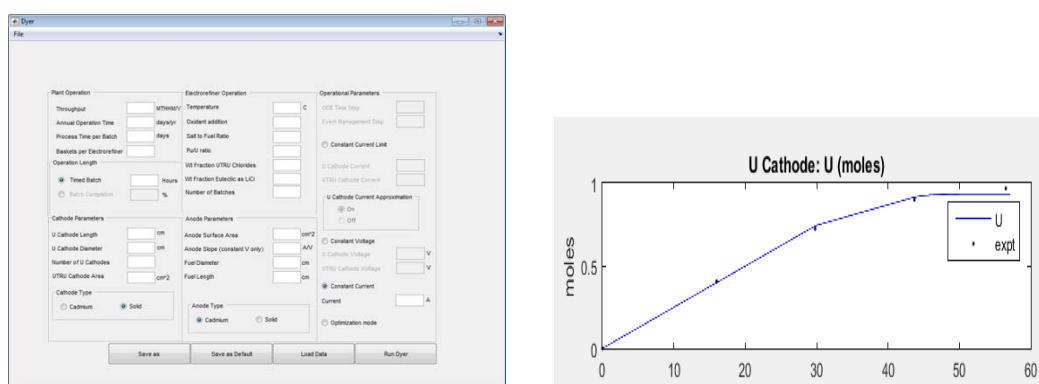 Dyer
File
Plant Operation
Throughput MTHM/Y
Annual Operation Time days/yr
Process Time per Batch days
Baskets per Electrorefiner
Operation Length
Timed Batch Hours
Batch Completion %
Electrorefiner Operation
Temperature C
Oxidant addition
Salt to Fuel Ratio
Pu/U ratio
Wt Fraction UTRU Chlorides
Wt Fraction Eutectic as LiCl
Number of Batches
Operational Parameters
ODE Time Step
Event Management Step
Constant Current Limit
U Cathode Current
UTRU Cathode Current
U Cathode Current Approximation
On
Off
Constant Voltage
U Cathode Voltage V
UTRU Cathode Voltage V
Constant Current
Current A
Optimization mode
Cathode Parameters
U Cathode Length cm
U Cathode Diameter cm
Number of U Cathodes
UTRU Cathode Area cm^2
Cathode Type
Cadmium Solid
Anode Parameters
Anode Surface Area cm^2
Anode Slope (constant V only) A/V
Fuel Diameter cm
Fuel Length cm
Anode Type
Cadmium Solid
Save as Save as Default Load Data Run Dyer
U Cathode: U (moles)
moles
1
0.5
0
0 10 20 30 40 50 60
U
expt